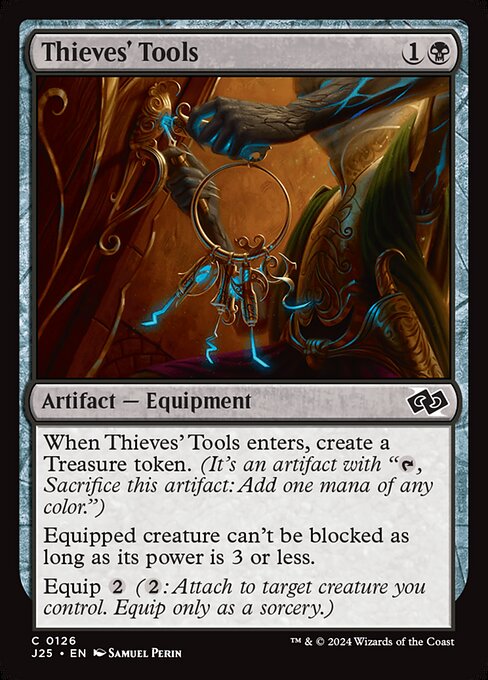 Thieves' Tools 1
Artifact — Equipment
When Thieves' Tools enters, create a
Treasure token. (It's an artifact with “,
Sacrifice this artifact: Add one mana of any
color.”)
Equipped creature can't be blocked as
long as its power is 3 or less.
Equip 2 (2: Attach to target creature you
control. Equip only as a sorcery.)
C 0126
J25 • EN Samuel Perin
™ & © 2024 Wizards of the Coast